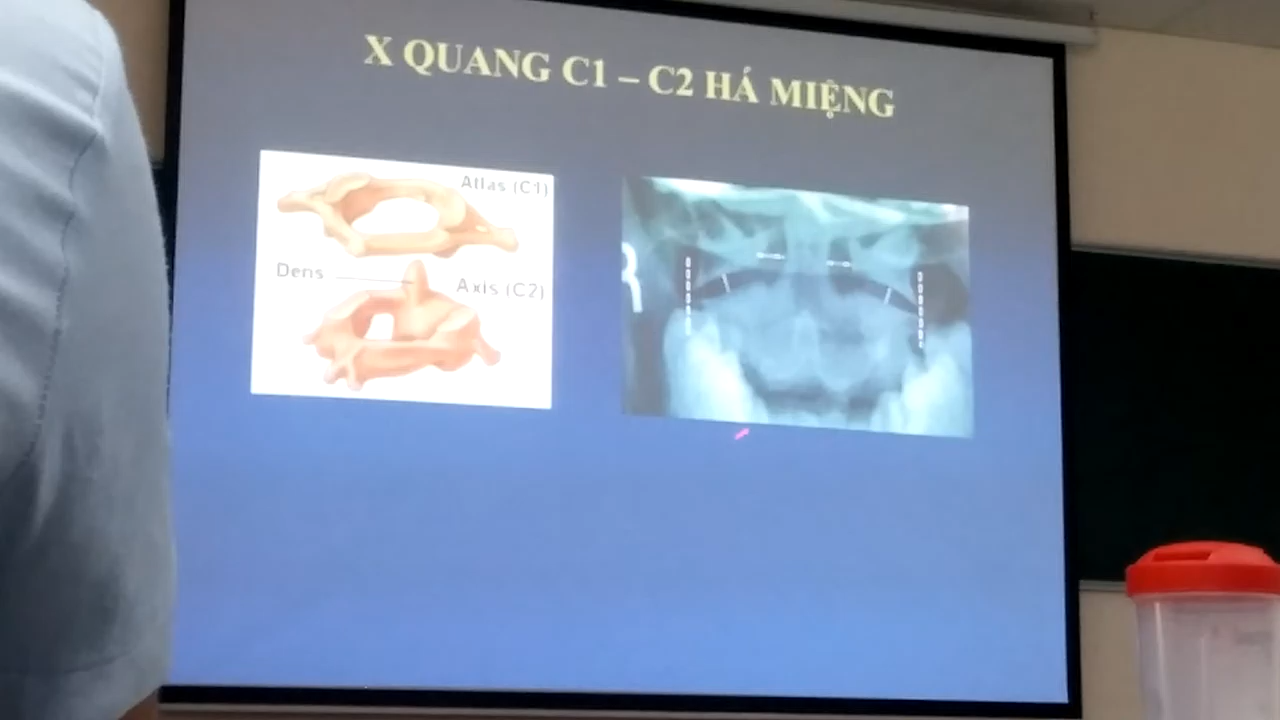 X QUANG C1 – C2 HÁ MIỆNG
Atlas (C1)
Dens
Axis (C2)
R